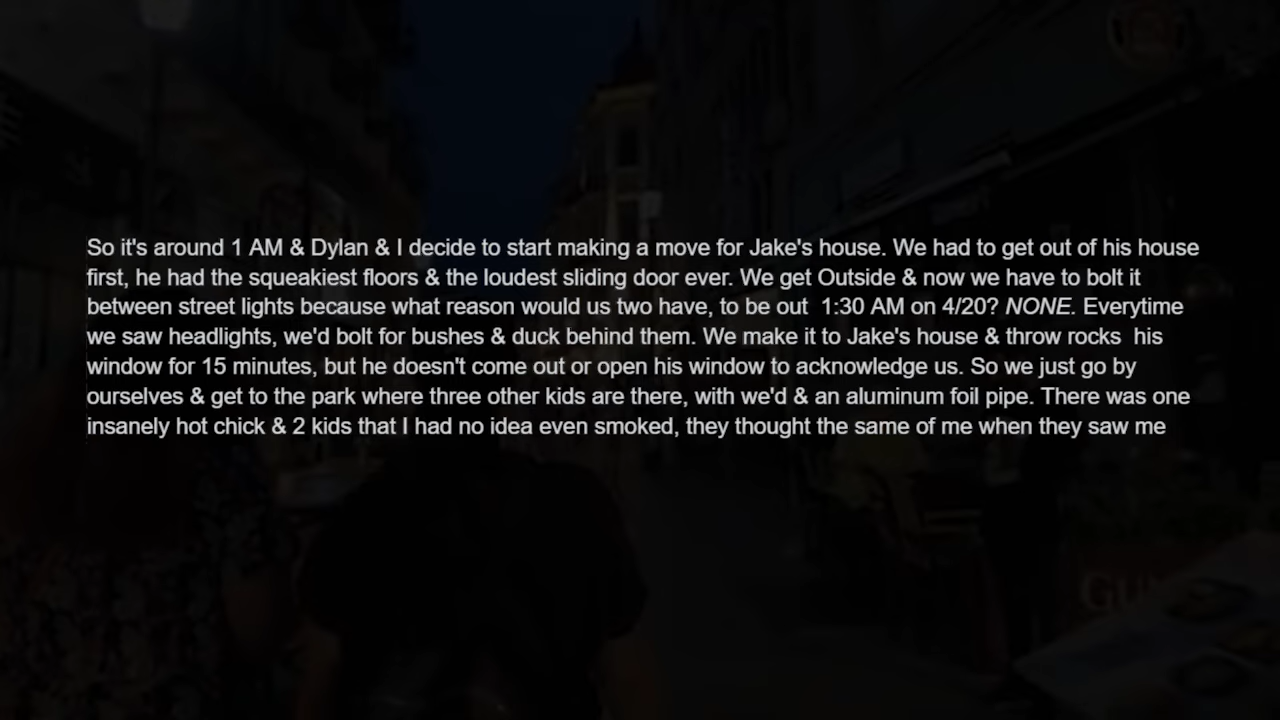 So it's around 1 AM & Dylan & I decide to start making a move for Jake's house. We had to get out of his house
first, he had the squeakiest floors & the loudest sliding door ever. We get Outside & now we have to bolt it
between street lights because what reason would us two have, to be out  1:30 AM on 4/20? NONE. Everytime
we saw headlights, we'd bolt for bushes & duck behind them. We make it to Jake's house & throw rocks  his
window for 15 minutes, but he doesn't come out or open his window to acknowledge us. So we just go by
ourselves & get to the park where three other kids are there, with we'd & an aluminum foil pipe. There was one
insanely hot chick & 2 kids that I had no idea even smoked, they thought the same of me when they saw me